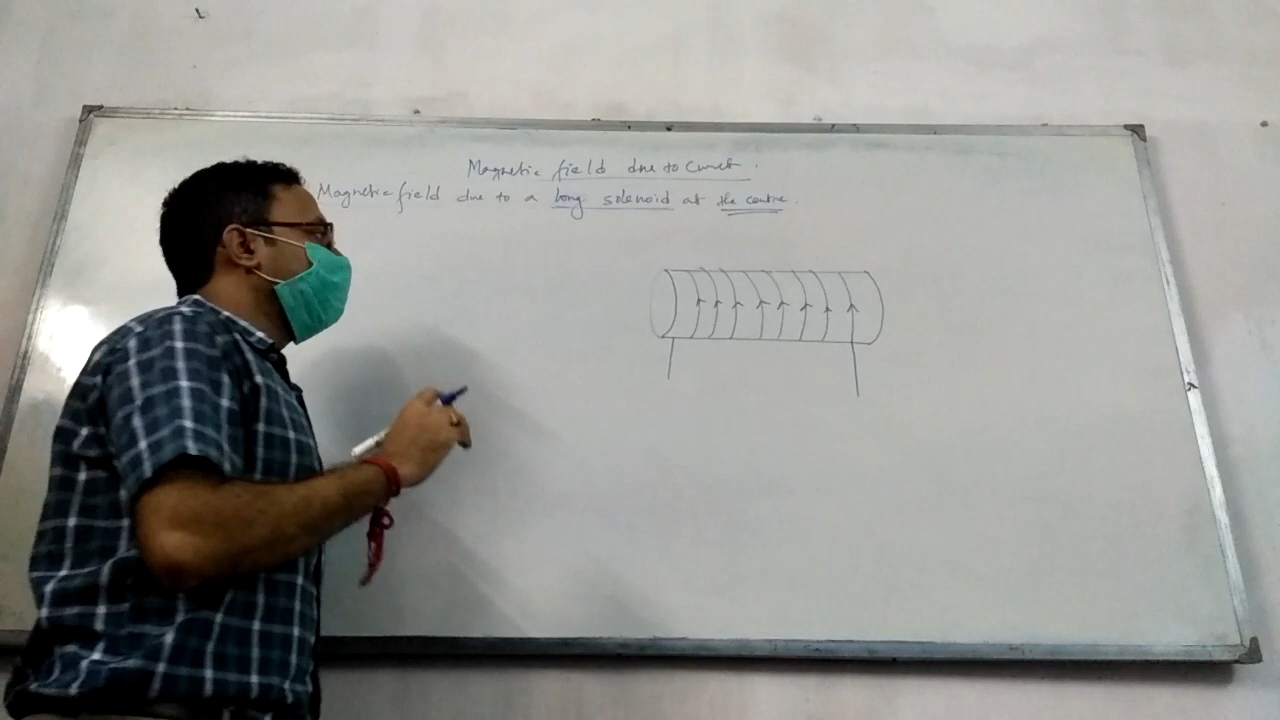 Magnetic field due to Current.
Magnetic field due to a long solenoid at the centre.